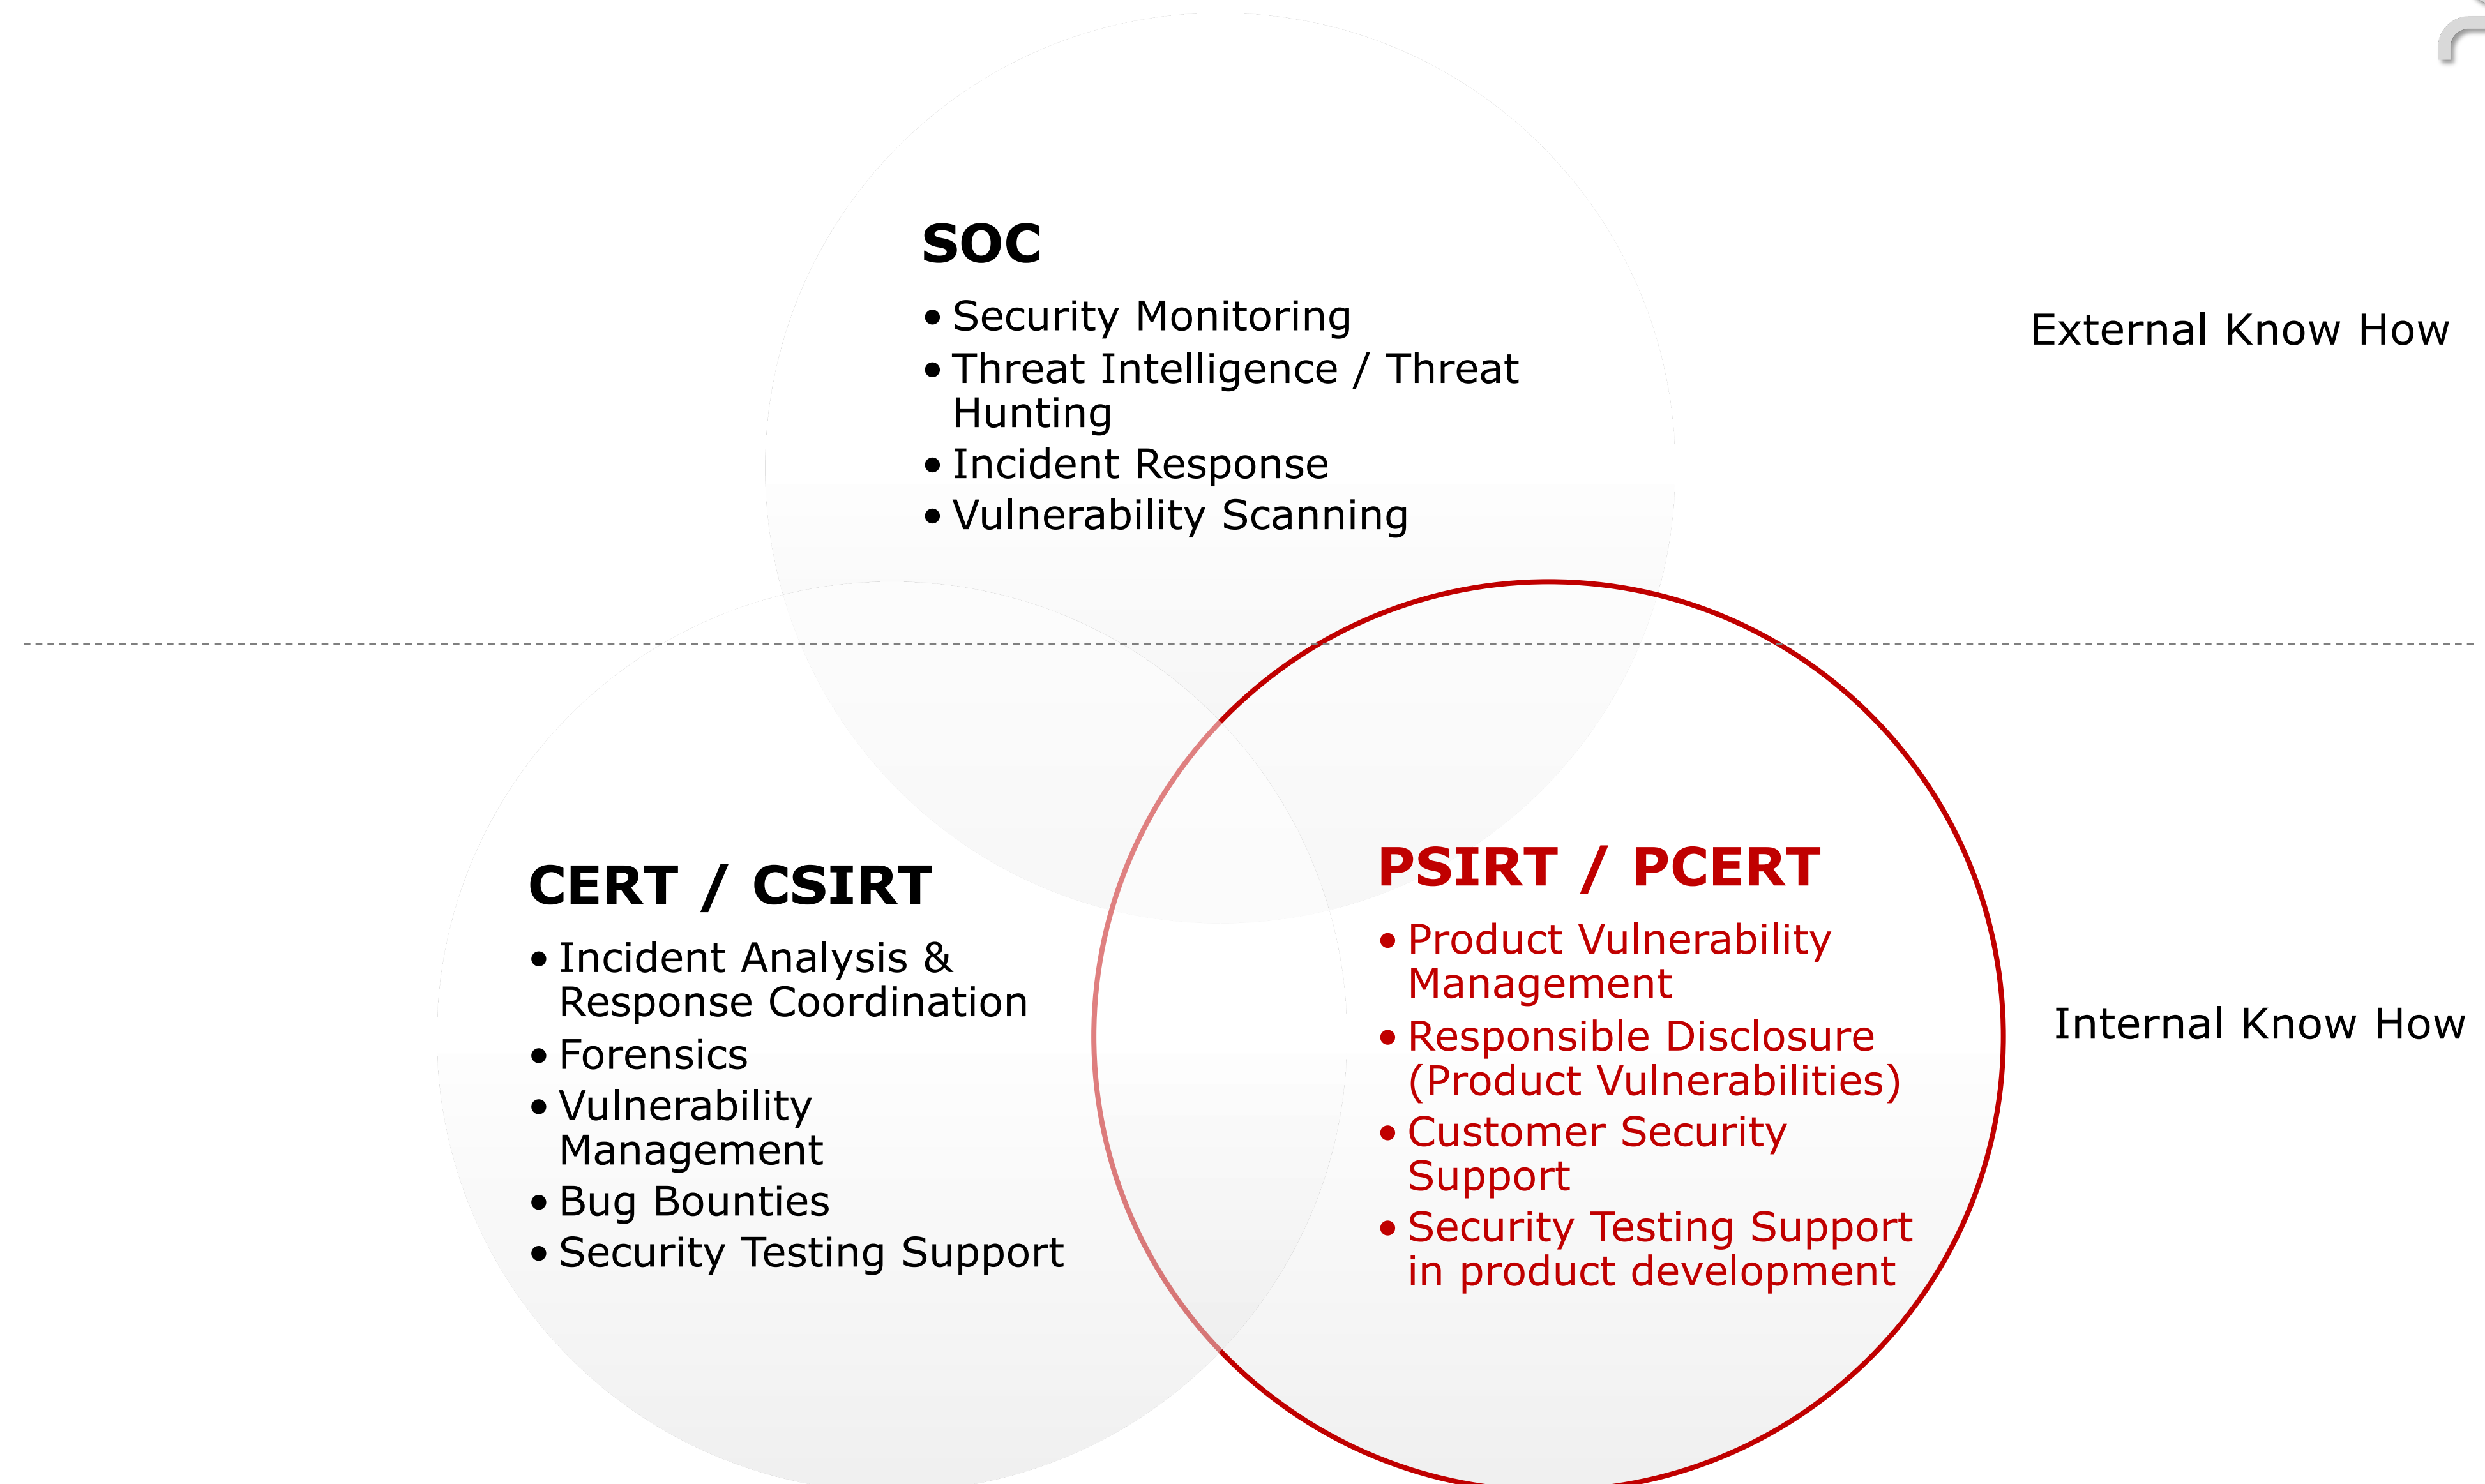 SOC
• Security Monitoring
• Threat Intelligence / Threat
Hunting
• Incident Response
• Vulnerability Scanning
External Know How
CERT / CSIRT
• Incident Analysis &
Response Coordination
• Forensics
• Vulnerability
Management
• Bug Bounties
• Security Testing Support
PSIRT / PCERT
• Product Vulnerability
Management
• Responsible Disclosure
(Product Vulnerabilities)
• Customer Security
Support
• Security Testing Support
in product development
Internal Know How